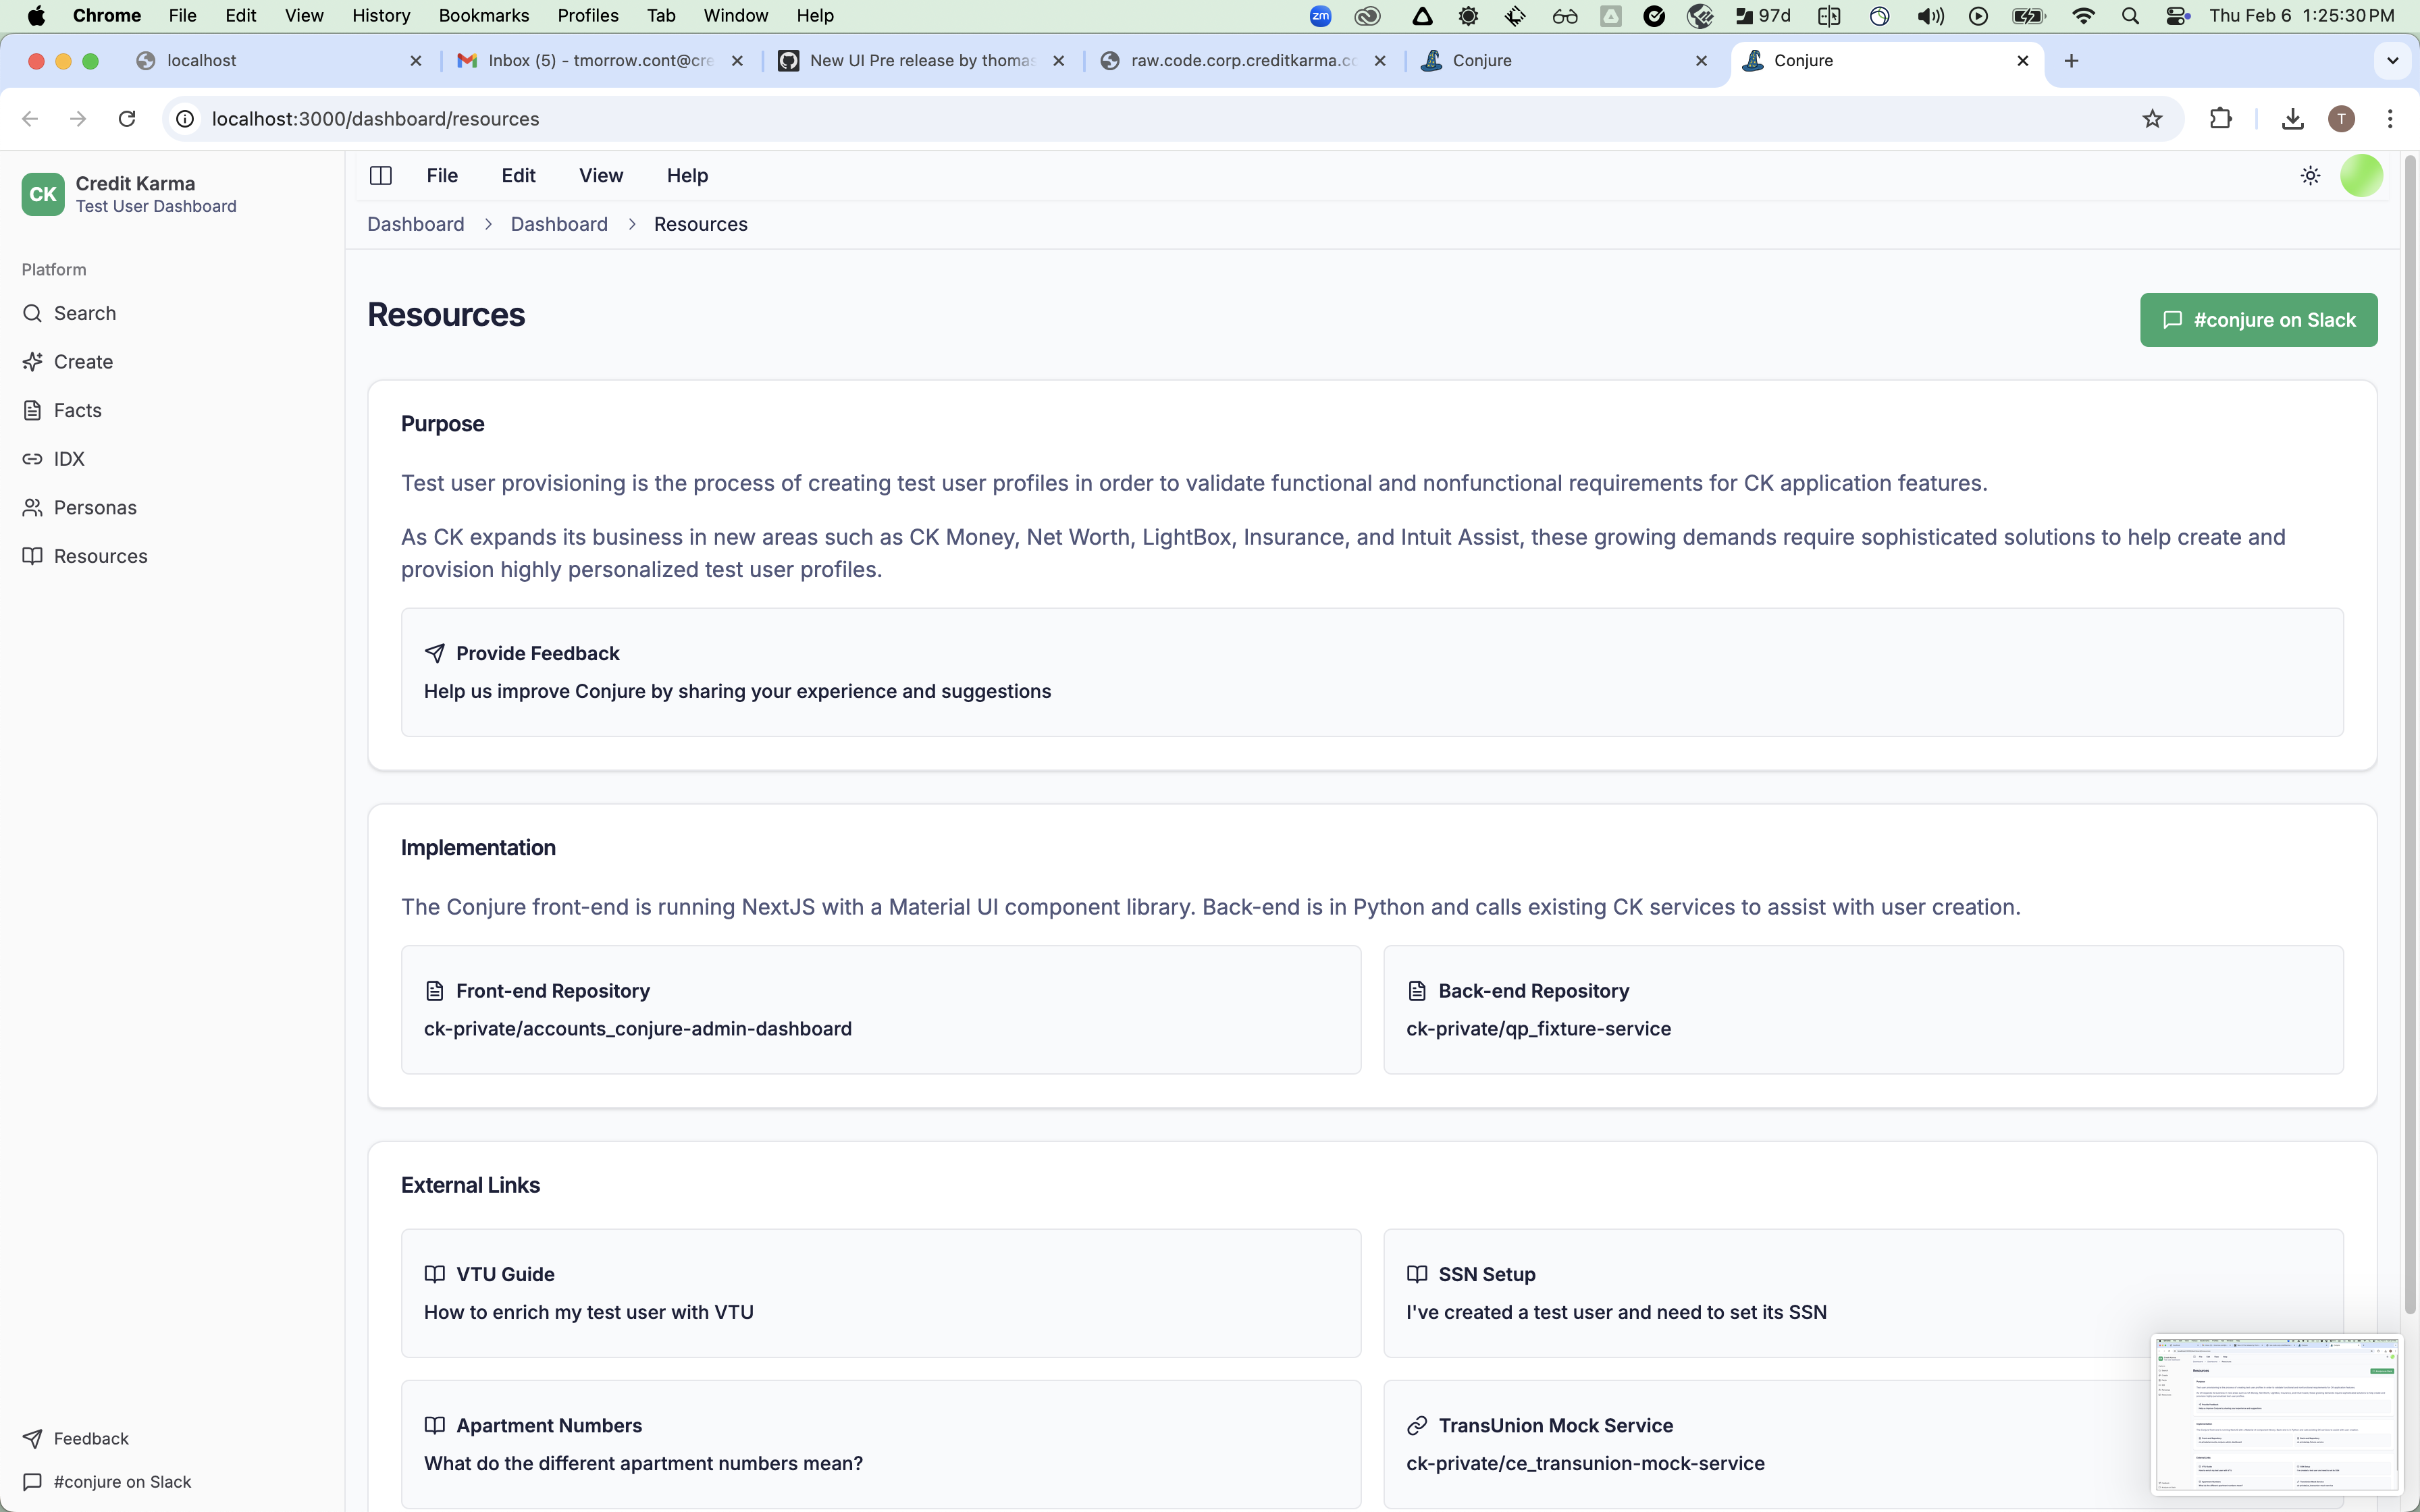 Chrome File Edit View History Bookmarks Profiles Tab Window Help zm 97d Thu Feb 6 1:25:30 PM
localhost Inbox (5) - tmorrow.cont@cre New UI Pre release by thomas raw.code.corp.creditkarma.co Conjure Conjure
localhost:3000/dashboard/resources T
CK Credit Karma
Test User Dashboard
Platform
Search
Create
Facts
IDX
Personas
Resources
Feedback
#conjure on Slack
File Edit View Help
Dashboard > Dashboard > Resources
Resources
#conjure on Slack
Purpose
Test user provisioning is the process of creating test user profiles in order to validate functional and nonfunctional requirements for CK application features.
As CK expands its business in new areas such as CK Money, Net Worth, LightBox, Insurance, and Intuit Assist, these growing demands require sophisticated solutions to help create and
provision highly personalized test user profiles.
Provide Feedback
Help us improve Conjure by sharing your experience and suggestions
Implementation
The Conjure front-end is running NextJS with a Material UI component library. Back-end is in Python and calls existing CK services to assist with user creation.
Front-end Repository
ck-private/accounts_conjure-admin-dashboard
Back-end Repository
ck-private/qp_fixture-service
External Links
VTU Guide
How to enrich my test user with VTU
SSN Setup
I've created a test user and need to set its SSN
Apartment Numbers
What do the different apartment numbers mean?
TransUnion Mock Service
ck-private/ce_transunion-mock-service